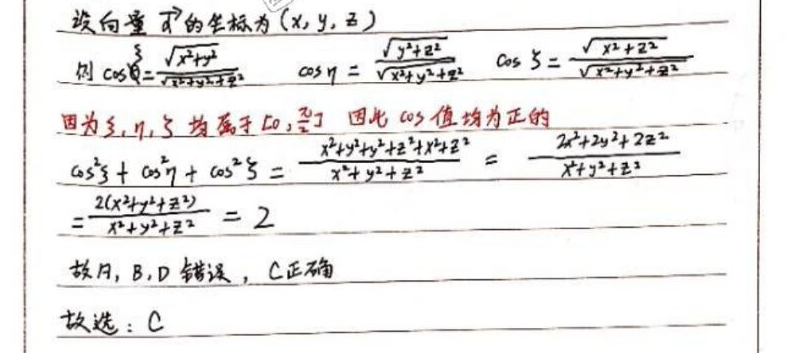 设向量 a⃗ 的坐标为 (x, y, z)
则 cosξ = √(x²+y²)/√(x²+y²+z²) cosη = √(y²+z²)/√(x²+y²+z²) cosζ = √(x²+z²)/√(x²+y²+z²)
因为ξ,η,ζ 均属于 [0, π/2] 因此 cos 值均为正的
cos²ξ + cos²η + cos²ζ = (x²+y²+y²+z²+x²+z²)/(x²+y²+z²) = (2x²+2y²+2z²)/(x²+y²+z²)
= 2(x²+y²+z²)/(x²+y²+z²) = 2
故A, B, D 错误, C正确
故选: C